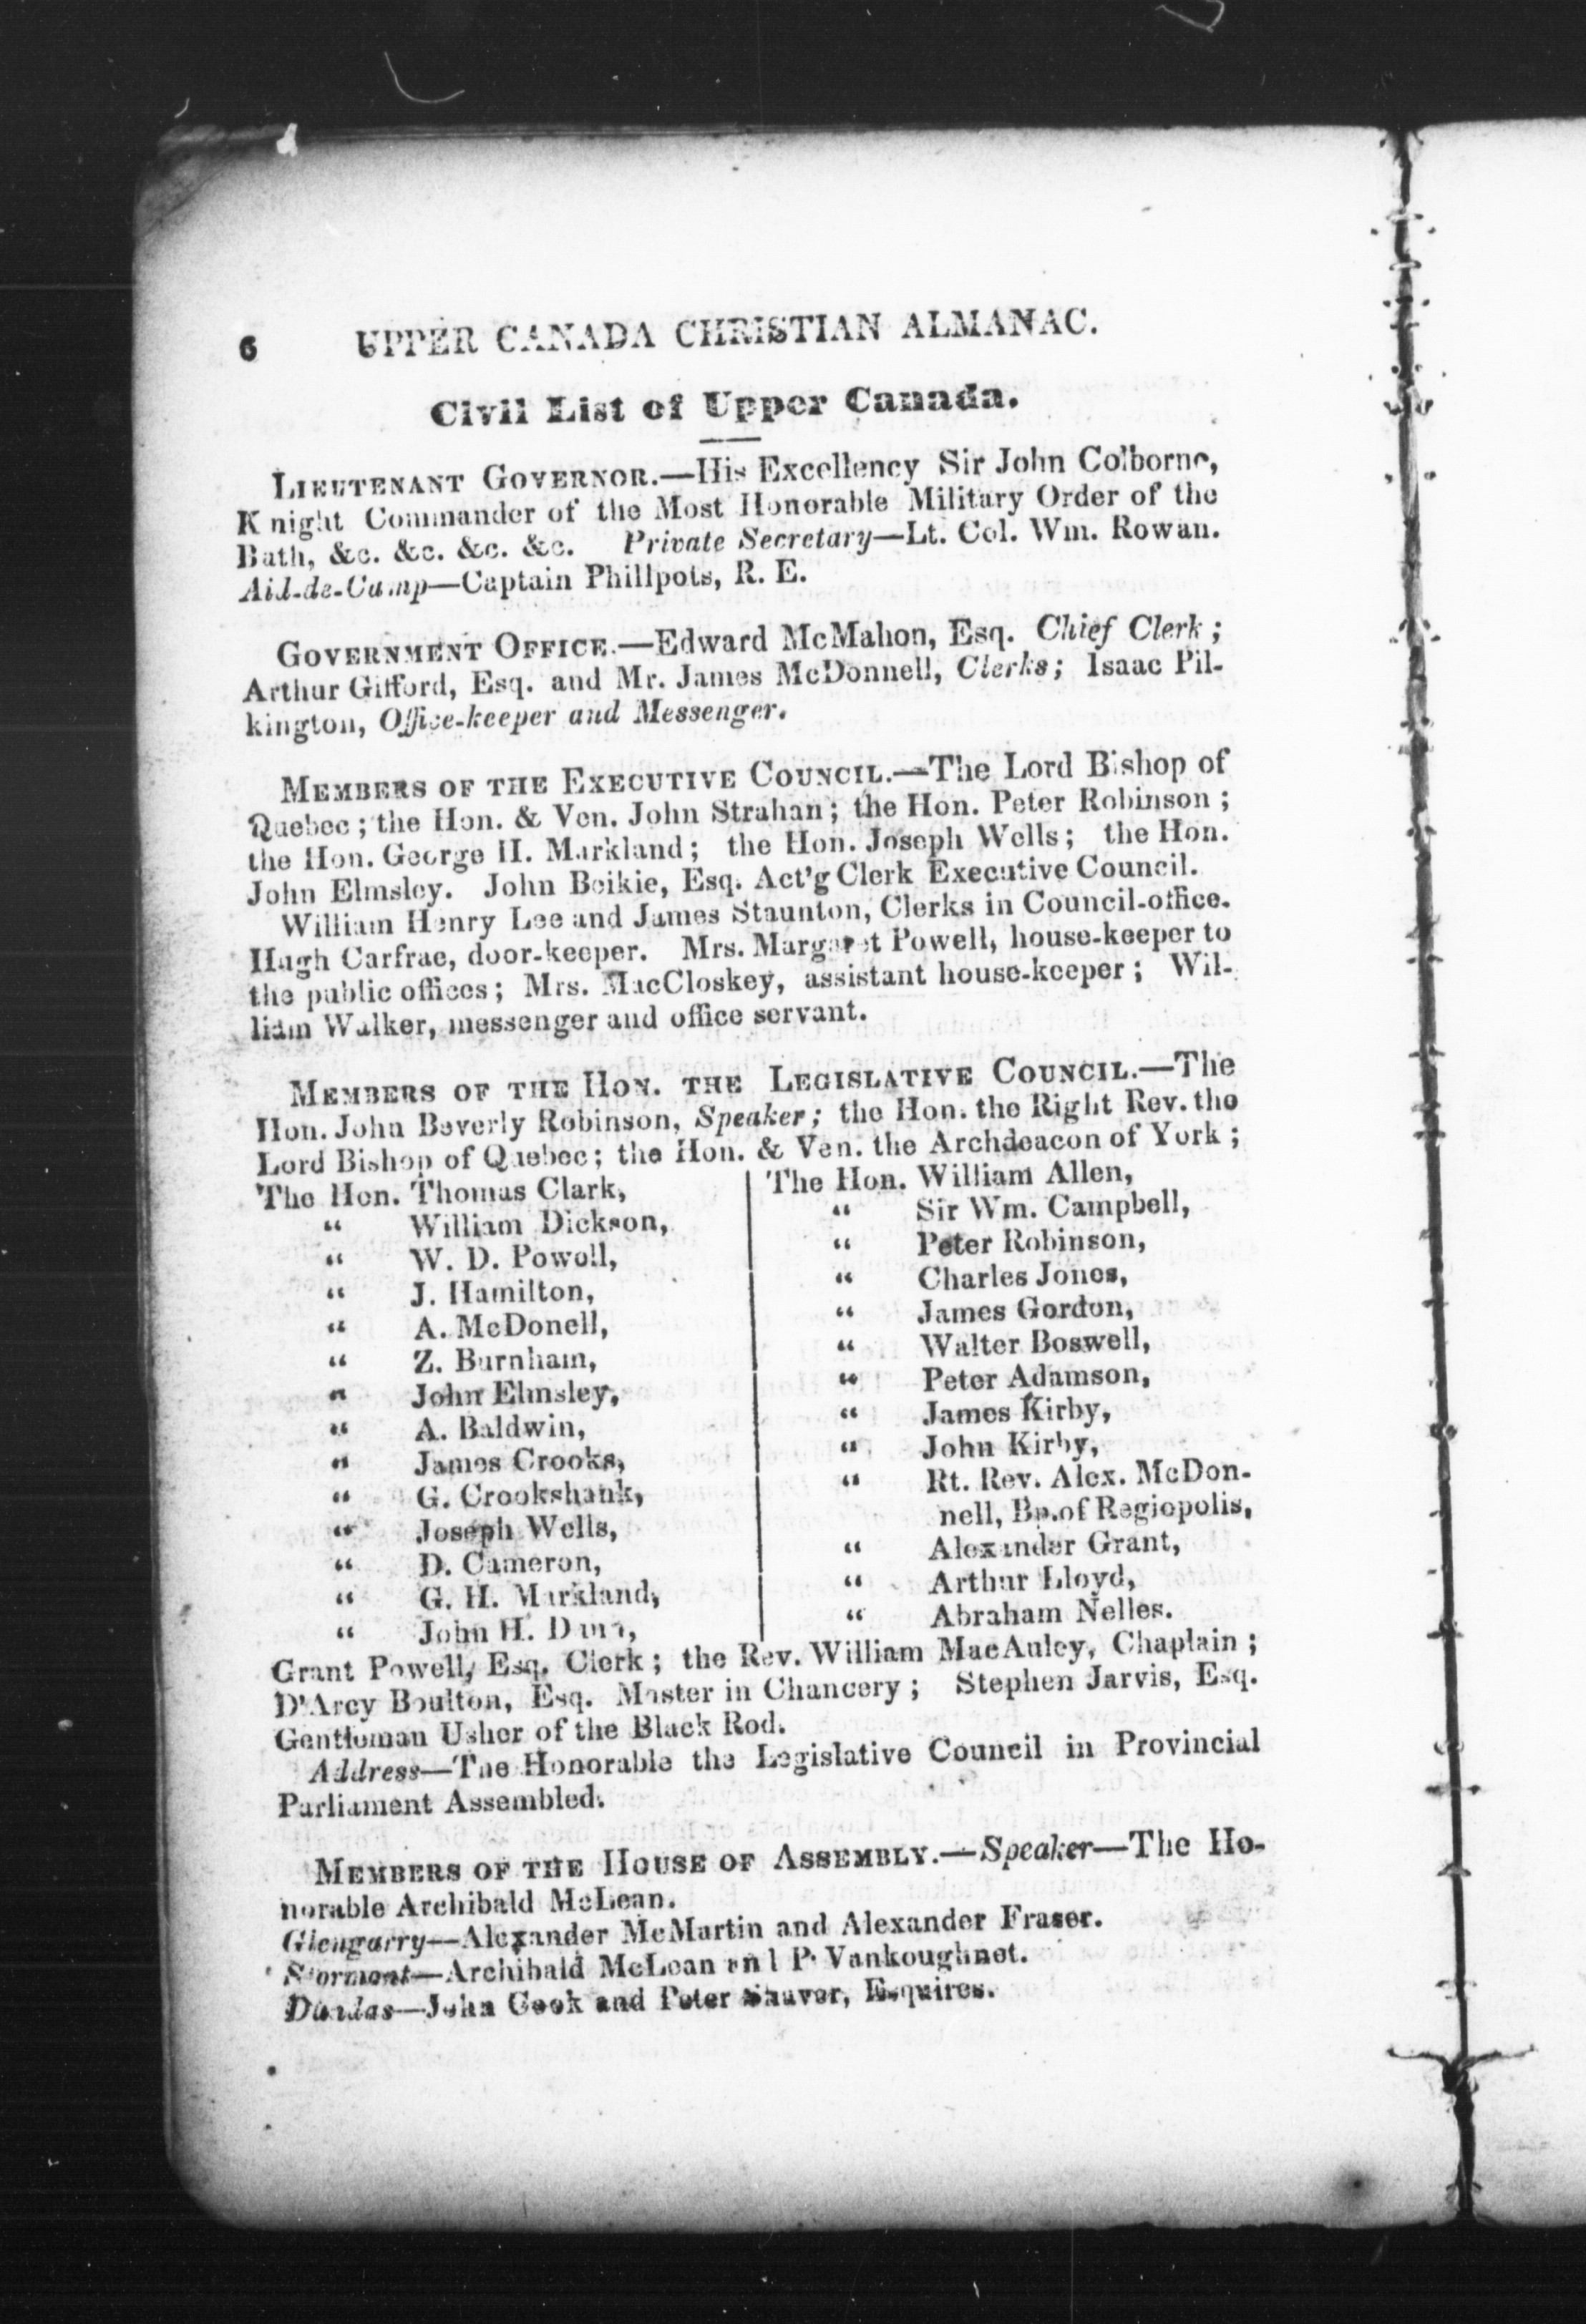 6 UPPER CANADA CHRISTIAN ALMANAC.
Civil List of Upper Canada.
LIEUTENANT GOVERNOR.—His Excellency Sir John Colborne,
Knight Commander of the Most Honorable Military Order of the
Bath, &c. &c. &c. &c. Private Secretary—Lt. Col. Wm. Rowan.
Aid-de-Camp—Captain Phillpots, R. E.
GOVERNMENT OFFICE.—Edward McMahon, Esq. Chief Clerk;
Arthur Gifford, Esq. and Mr. James McDonnell, Clerks; Isaac Pil-
kington, Office-keeper and Messenger.
MEMBERS OF THE EXECUTIVE COUNCIL.—The Lord Bishop of
Quebec; the Hon. & Ven. John Strahan; the Hon. Peter Robinson;
the Hon. George H. Markland; the Hon. Joseph Wells; the Hon.
John Elmsley. John Beikie, Esq. Act'g Clerk Executive Council.
William Henry Lee and James Staunton, Clerks in Council-office.
Hugh Carfrae, door-keeper. Mrs. Margaret Powell, house-keeper to
the public offices; Mrs. MacCloskey, assistant house-keeper; Wil-
liam Walker, messenger and office servant.
MEMBERS OF THE HON. THE LEGISLATIVE COUNCIL.—The
Hon. John Beverly Robinson, Speaker; the Hon. the Right Rev. the
Lord Bishop of Quebec; the Hon. & Ven. the Archdeacon of York;
The Hon. Thomas Clark,
“ William Dickson,
“ W. D. Powell,
“ J. Hamilton,
“ A. McDonell,
“ Z. Burnham,
“ John Elmsley,
“ A. Baldwin,
“ James Crooks,
“ G. Crookshank,
“ Joseph Wells,
“ D. Cameron,
“ G. H. Markland,
“ John H. Dunn,
The Hon. William Allen,
“ Sir Wm. Campbell,
“ Peter Robinson,
“ Charles Jones,
“ James Gordon,
“ Walter Boswell,
“ Peter Adamson,
“ James Kirby,
“ John Kirby,
“ Rt. Rev. Alex. McDon-
nell, Bp. of Regiopolis,
“ Alexander Grant,
“ Arthur Lloyd,
“ Abraham Nelles.
Grant Powell, Esq. Clerk; the Rev. William MacAuley, Chaplain;
D'Arcy Boulton, Esq. Master in Chancery; Stephen Jarvis, Esq.
Gentleman Usher of the Black Rod.
Address—The Honorable the Legislative Council in Provincial
Parliament Assembled.
MEMBERS OF THE HOUSE OF ASSEMBLY.—Speaker—The Ho-
norable Archibald McLean.
Glengarry—Alexander McMartin and Alexander Fraser.
Stormont—Archibald McLean and P. Vankoughnet.
Dundas—John Cook and Peter Shaver, Esquires.